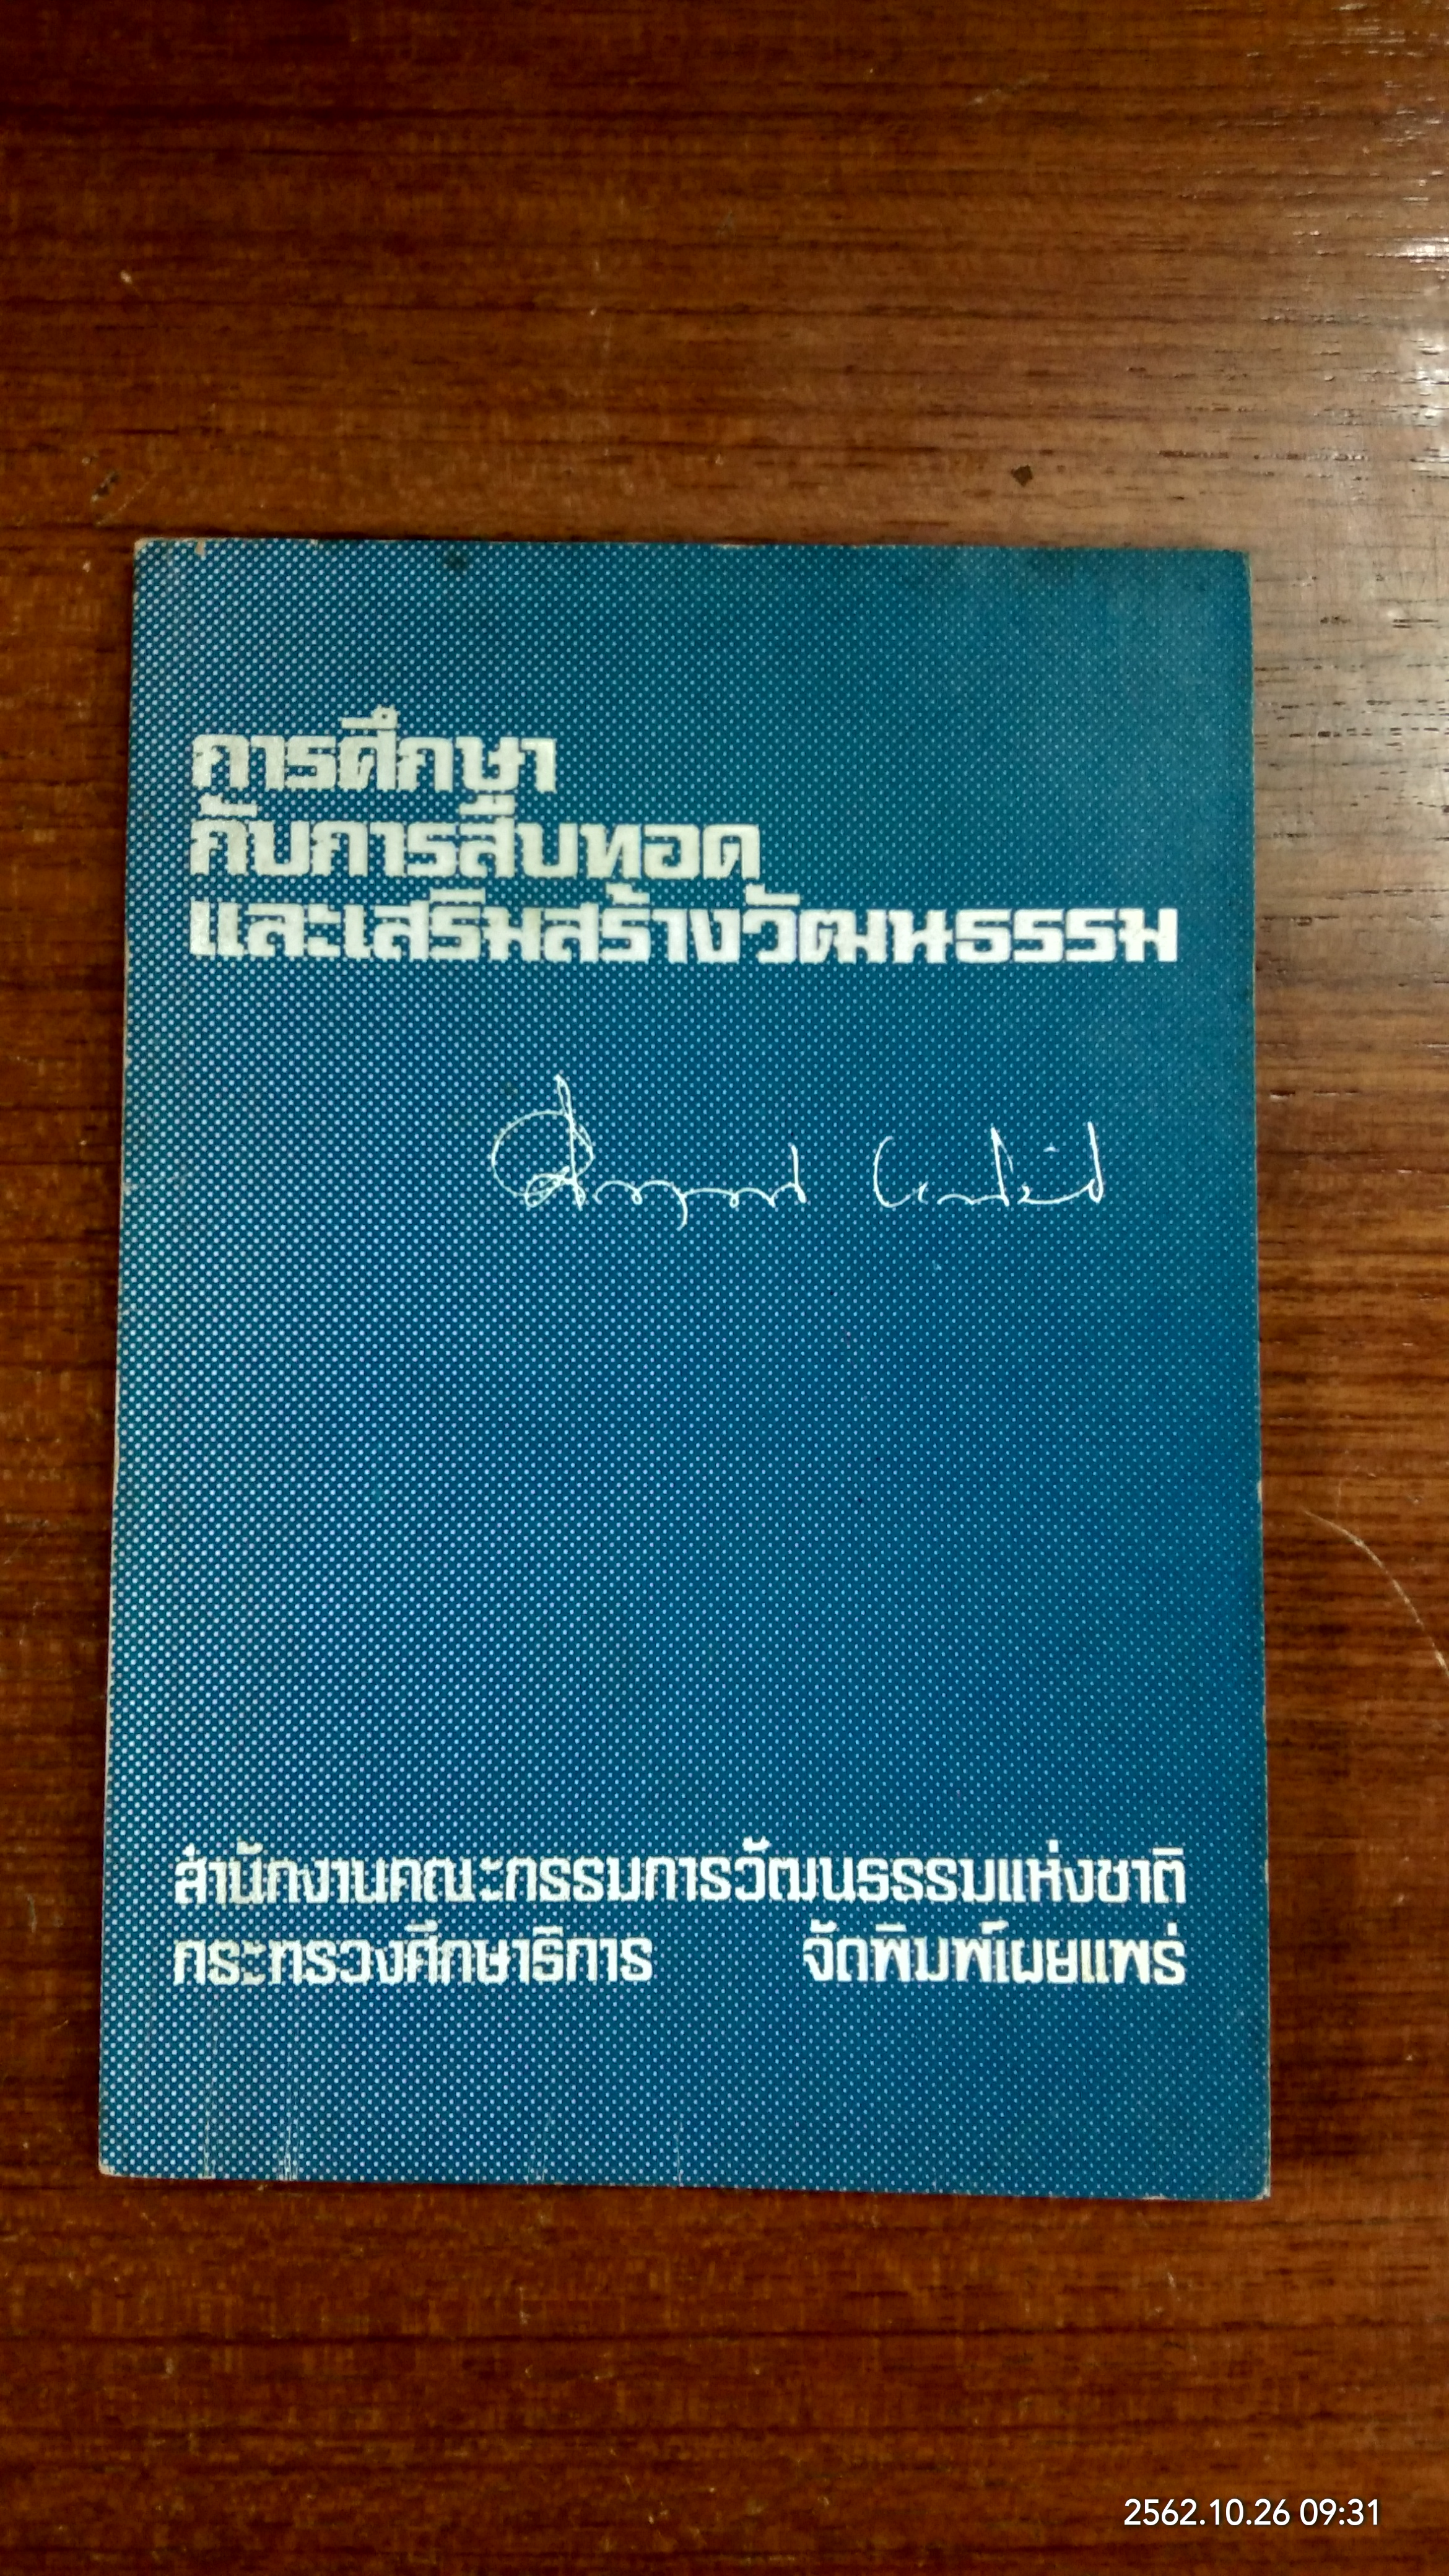 การศึกษา
กับการสืบทอด
และเสริมสร้างวัฒนธรรม
สำนักงานคณะกรรมการวัฒนธรรมแห่งชาติ
กระทรวงศึกษาธิการ จัดพิมพ์เผยแพร่
2562.10.26 09:31